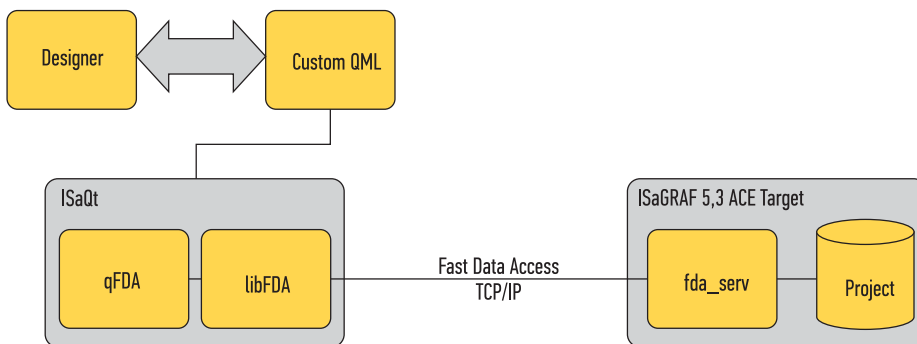 Designer
Custom QML
ISaQt
ISaGRAF 5,3 ACE Target
qFDA
libFDA
Fast Data Access
TCP/IP
fda_serv
Project